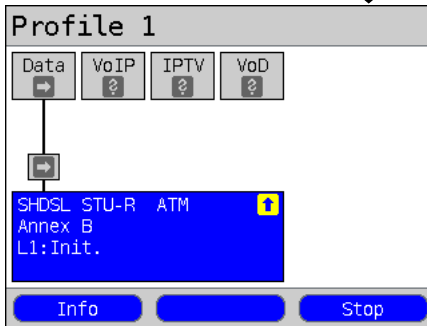 Profile 1
Data VoIP IPTV VoD
SHDSL STU-R ATM
Annex B
L1:Init.
Info Stop